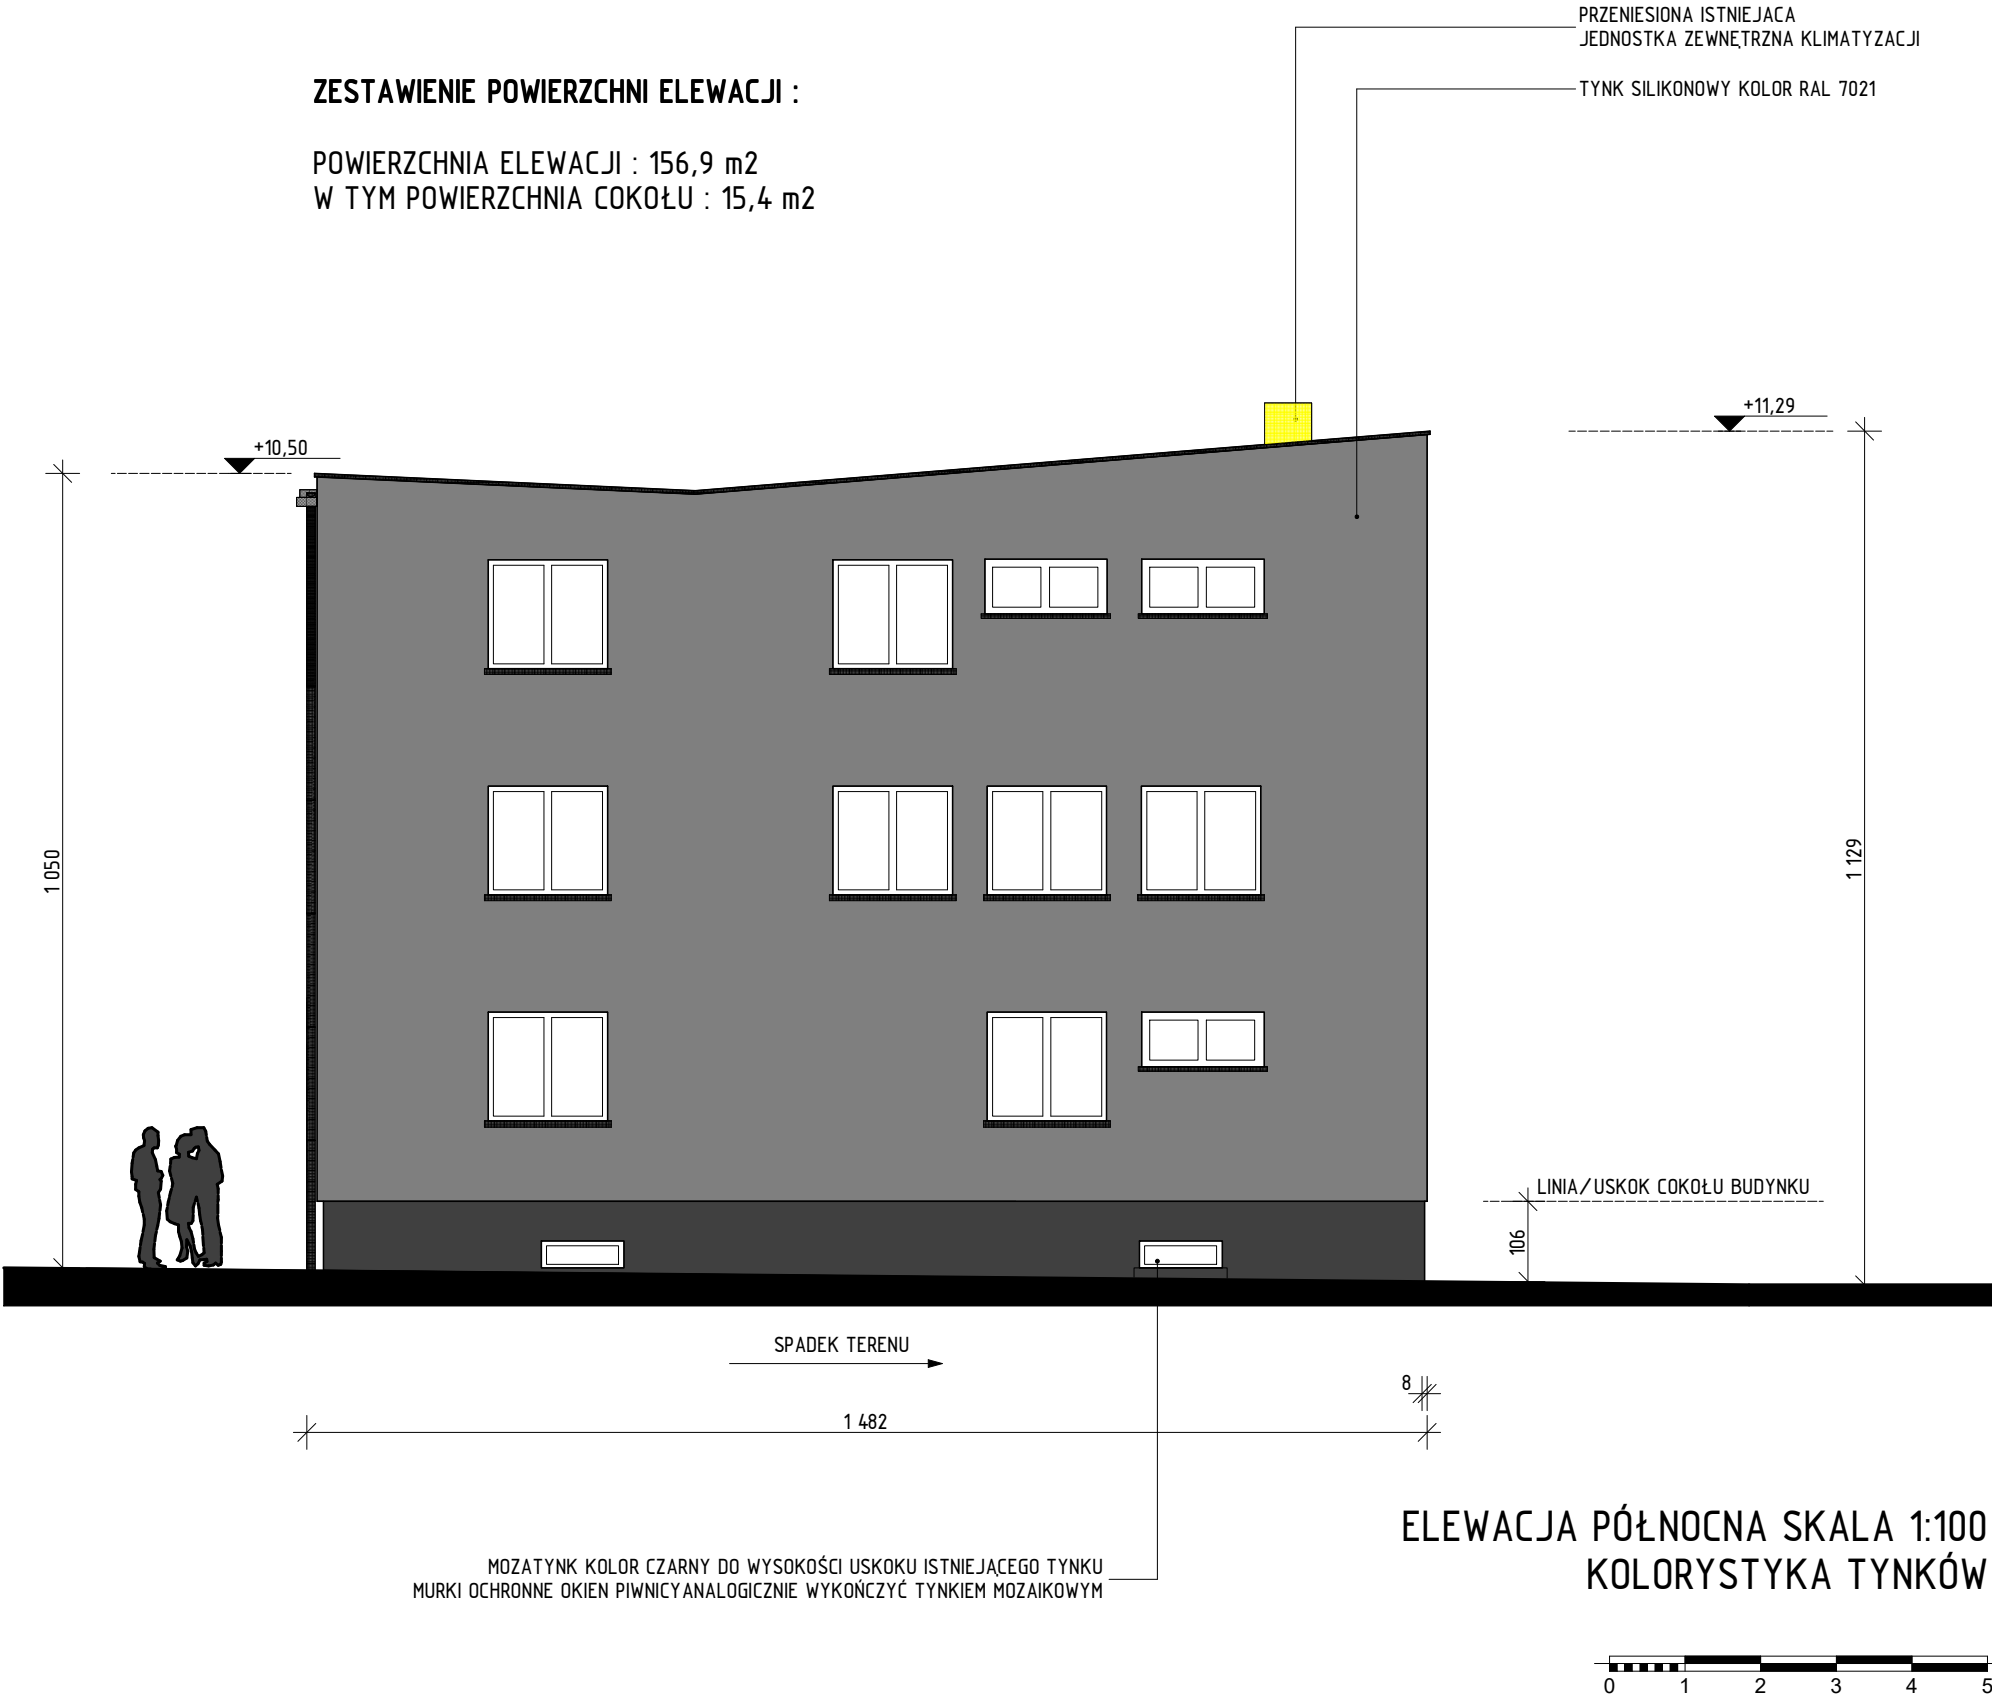 PRZENIESIONA ISTNIEJACA
JEDNOSTKA ZEWNĘTRZNA KLIMATYZACJI
TYNK SILIKONOWY KOLOR RAL 7021
ZESTAWIENIE POWIERZCHNI ELEWACJI :
POWIERZCHNIA ELEWACJI : 156,9 m2
W TYM POWIERZCHNIA COKOŁU : 15,4 m2
+11,29
+10,50
1 050
1 129
LINIA/USKOK COKOŁU BUDYNKU
106
SPADEK TERENU
8
1 482
ELEWACJA PÓŁNOCNA SKALA 1:100
KOLORYSTYKA TYNKÓW
MOZATYNK KOLOR CZARNY DO WYSOKOŚCI USKOKU ISTNIEJĄCEGO TYNKU
MURKI OCHRONNE OKIEN PIWNICYANALOGICZNIE WYKOŃCZYĆ TYNKIEM MOZAIKOWYM
0 1 2 3 4 5